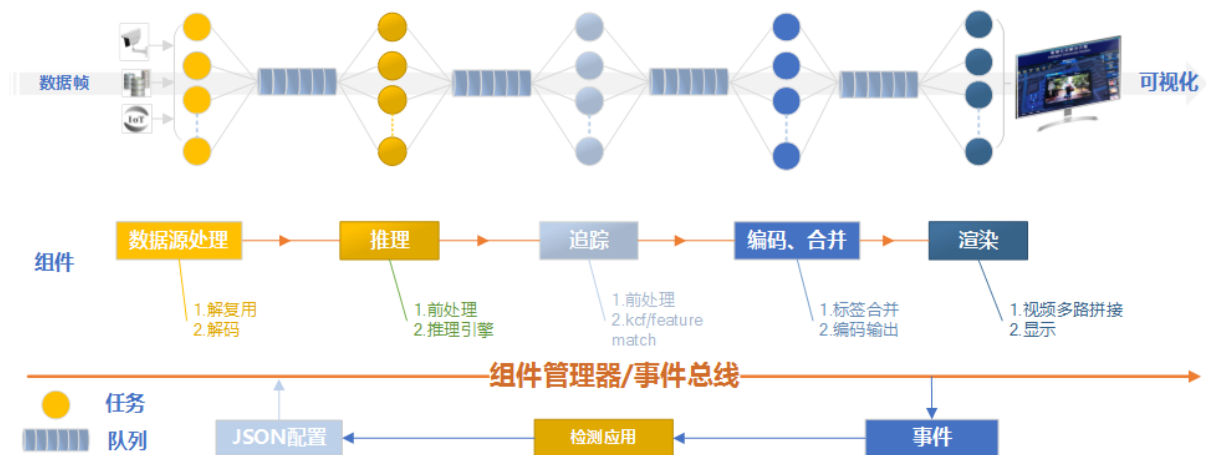 数据帧
IoT
可视化
组件
数据源处理
推理
追踪
编码、合并
渲染
1.解复用
2.解码
1.前处理
2.推理引擎
1.前处理
2.kcf/feature
match
1.标签合并
2.编码输出
1.视频多路拼接
2.显示
组件管理器/事件总线
任务
队列
JSON配置
检测应用
事件